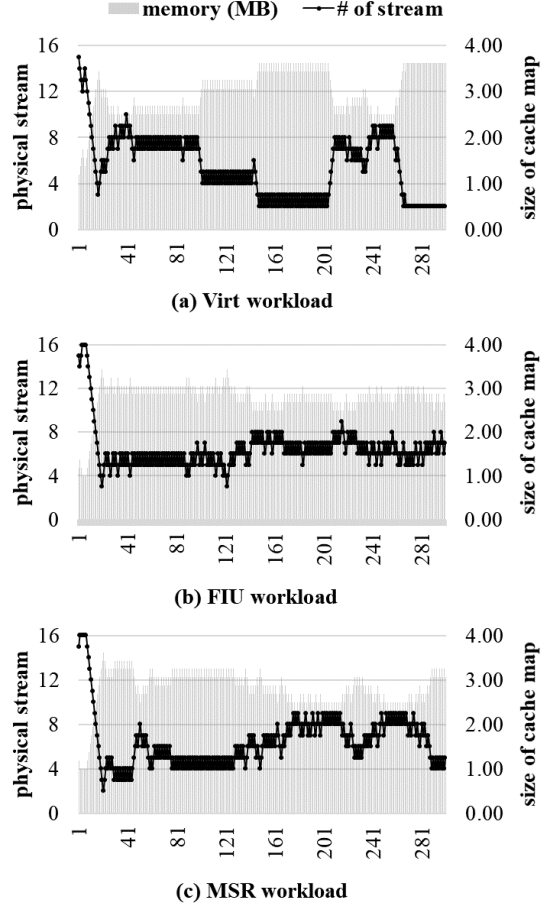 memory (MB) # of stream
16 4.00
12 3.00
8 2.00
4 1.00
0 0.00
physical stream
size of cache map
1 41 81 121 161 201 241 281
(a) Virt workload
16 4.00
12 3.00
8 2.00
4 1.00
0 0.00
physical stream
size of cache map
1 41 81 121 161 201 241 281
(b) FIU workload
16 4.00
12 3.00
8 2.00
4 1.00
0 0.00
physical stream
size of cache map
1 41 81 121 161 201 241 281
(c) MSR workload